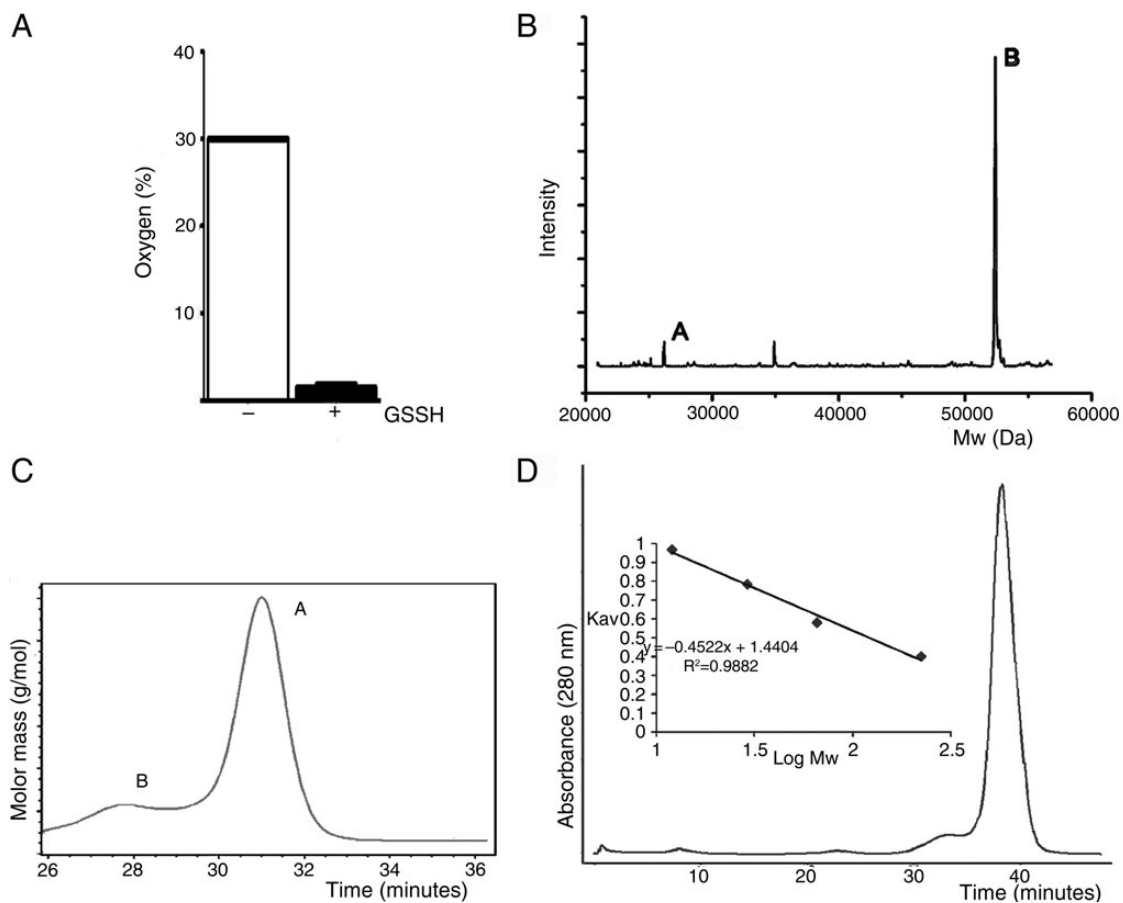 A
40
30
20
10
Oxygen (%)
– + GSSH
B
Intensity
A
B
20000 30000 40000 50000 60000
Mw (Da)
C
Molor mass (g/mol)
B
A
26 28 30 31 32 34 36
Time (minutes)
D
Absorbance (280 nm)
1
0.9
0.8
0.7
0.6
0.5
0.4
0.3
0.2
0.1
0
Kav
y=–0.4522x + 1.4404
R²=0.9882
1 1.5 2 2.5
Log Mw
10 20 30 40
Time (minutes)